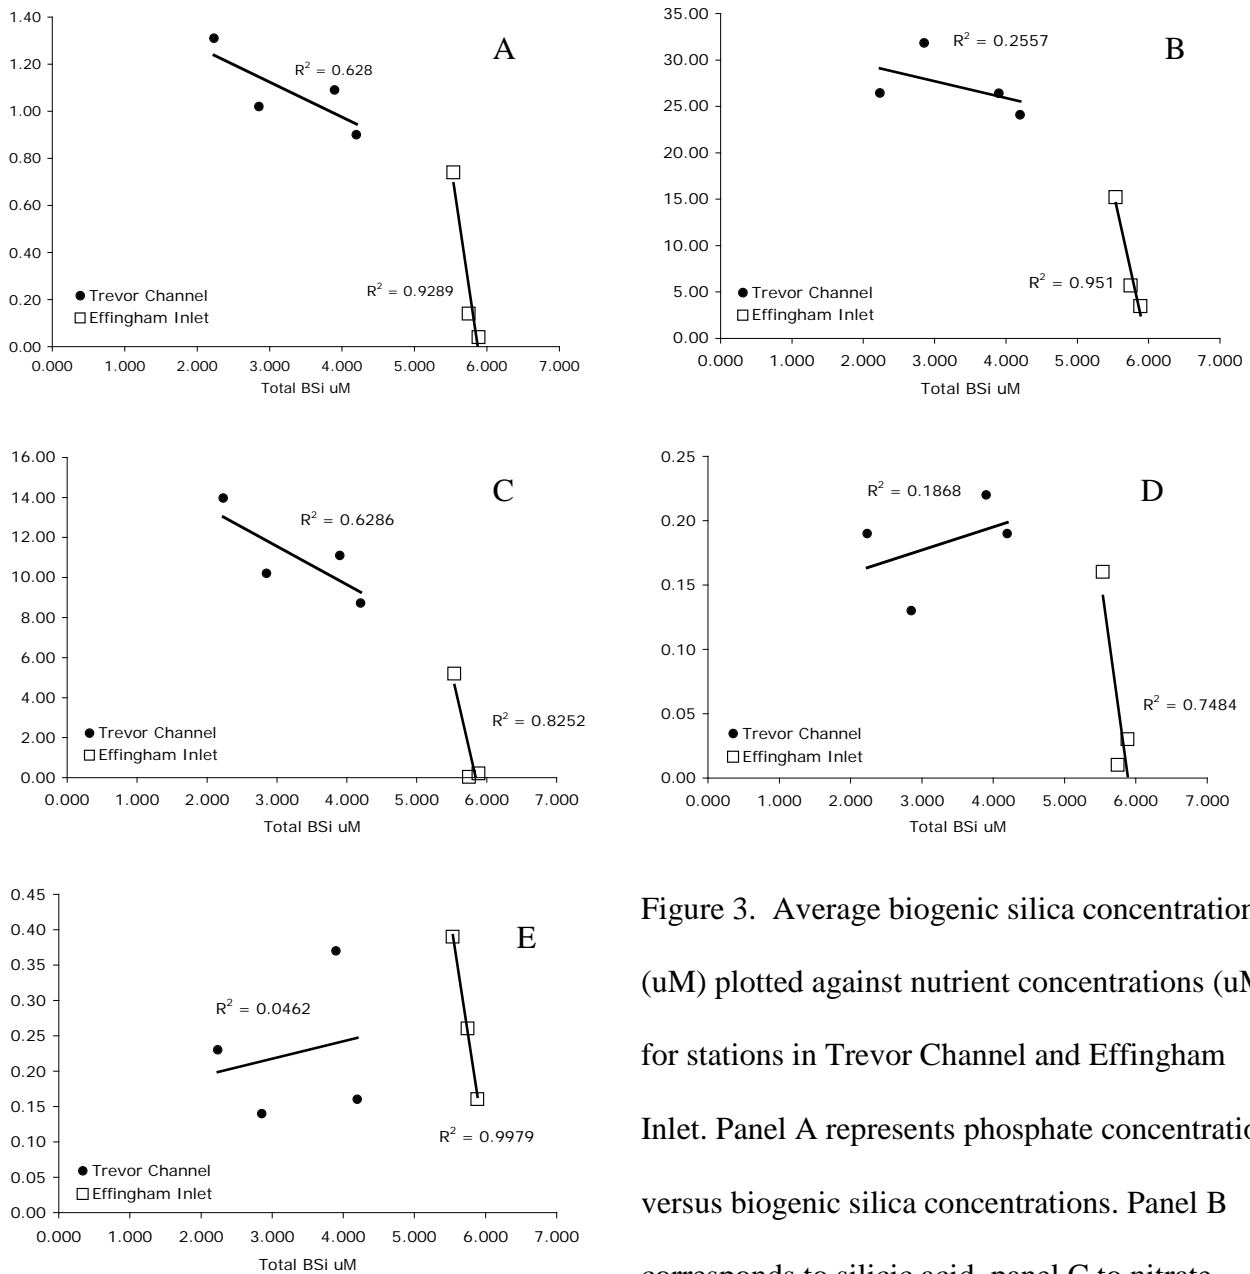 1.40
1.20
1.00
0.80
0.60
0.40
0.20
0.00
A
R² = 0.628
R² = 0.9289
Trevor Channel
Effingham Inlet
0.000 1.000 2.000 3.000 4.000 5.000 6.000 7.000
Total BSi uM
35.00
30.00
25.00
20.00
15.00
10.00
5.00
0.00
B
R² = 0.2557
R² = 0.951
Trevor Channel
Effingham Inlet
0.000 1.000 2.000 3.000 4.000 5.000 6.000 7.000
Total BSi uM
16.00
14.00
12.00
10.00
8.00
6.00
4.00
2.00
0.00
C
R² = 0.6286
R² = 0.8252
Trevor Channel
Effingham Inlet
0.000 1.000 2.000 3.000 4.000 5.000 6.000 7.000
Total BSi uM
0.25
0.20
0.15
0.10
0.05
0.00
D
R² = 0.1868
R² = 0.7484
Trevor Channel
Effingham Inlet
0.000 1.000 2.000 3.000 4.000 5.000 6.000 7.000
Total BSi uM
0.45
0.40
0.35
0.30
0.25
0.20
0.15
0.10
0.05
0.00
E
R² = 0.0462
R² = 0.9979
Trevor Channel
Effingham Inlet
0.000 1.000 2.000 3.000 4.000 5.000 6.000 7.000
Total BSi uM
Figure 3. Average biogenic silica concentration
(uM) plotted against nutrient concentrations (uM
for stations in Trevor Channel and Effingham
Inlet. Panel A represents phosphate concentratio
versus biogenic silica concentrations. Panel B
corresponds to silicic acid, panel C to nitrate